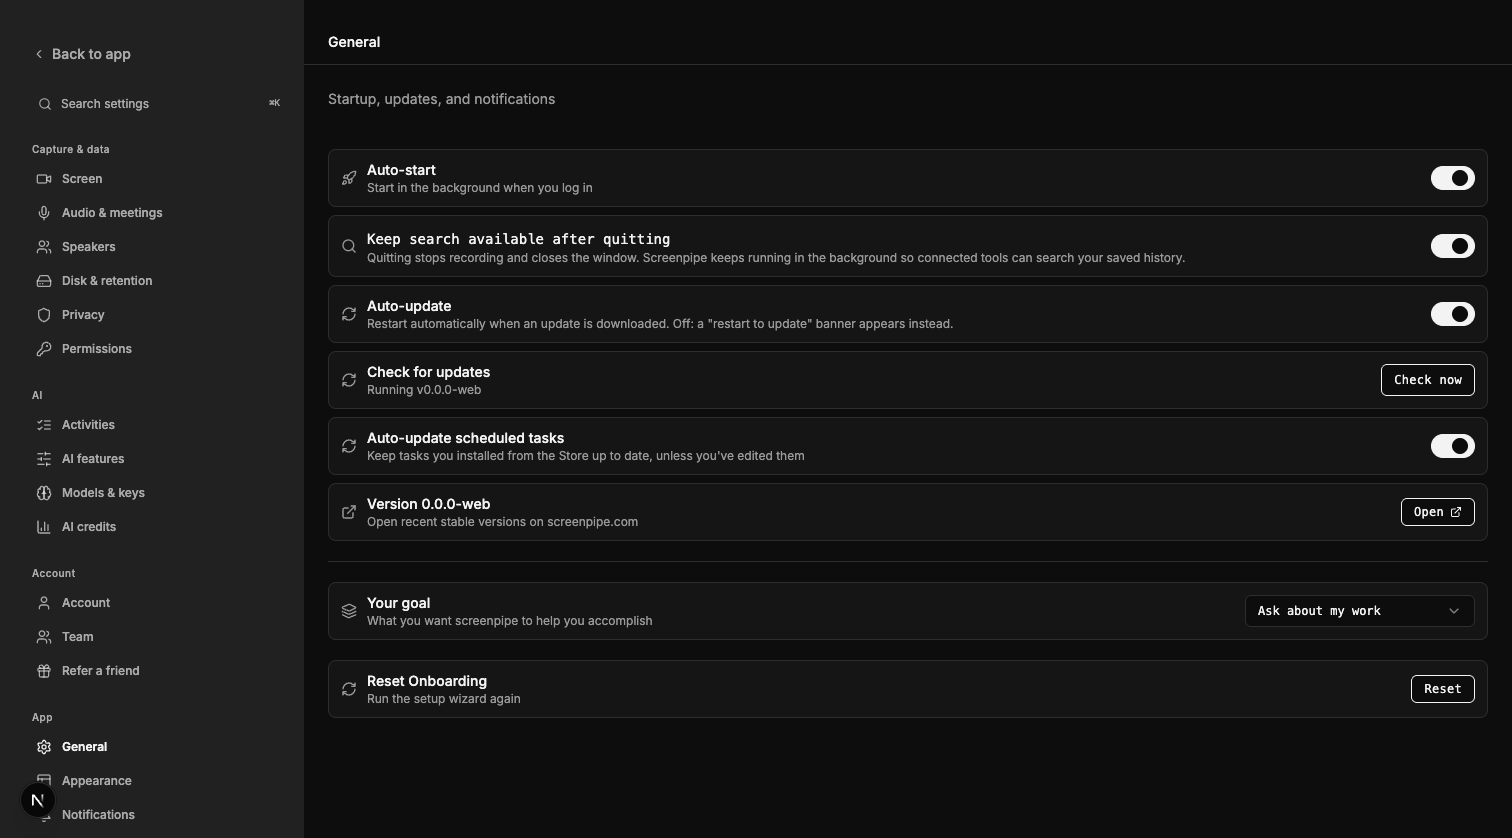 Back to app
Search settings ⌘K
Capture & data
Screen
Audio & meetings
Speakers
Disk & retention
Privacy
Permissions
AI
Activities
AI features
Models & keys
AI credits
Account
Account
Team
Refer a friend
App
General
Appearance
Notifications
N
General
Startup, updates, and notifications
Auto-start
Start in the background when you log in
Keep search available after quitting
Quitting stops recording and closes the window. Screenpipe keeps running in the background so connected tools can search your saved history.
Auto-update
Restart automatically when an update is downloaded. Off: a "restart to update" banner appears instead.
Check for updates
Running v0.0.0-web
Check now
Auto-update scheduled tasks
Keep tasks you installed from the Store up to date, unless you've edited them
Version 0.0.0-web
Open recent stable versions on screenpipe.com
Open
Your goal
What you want screenpipe to help you accomplish
Ask about my work
Reset Onboarding
Run the setup wizard again
Reset